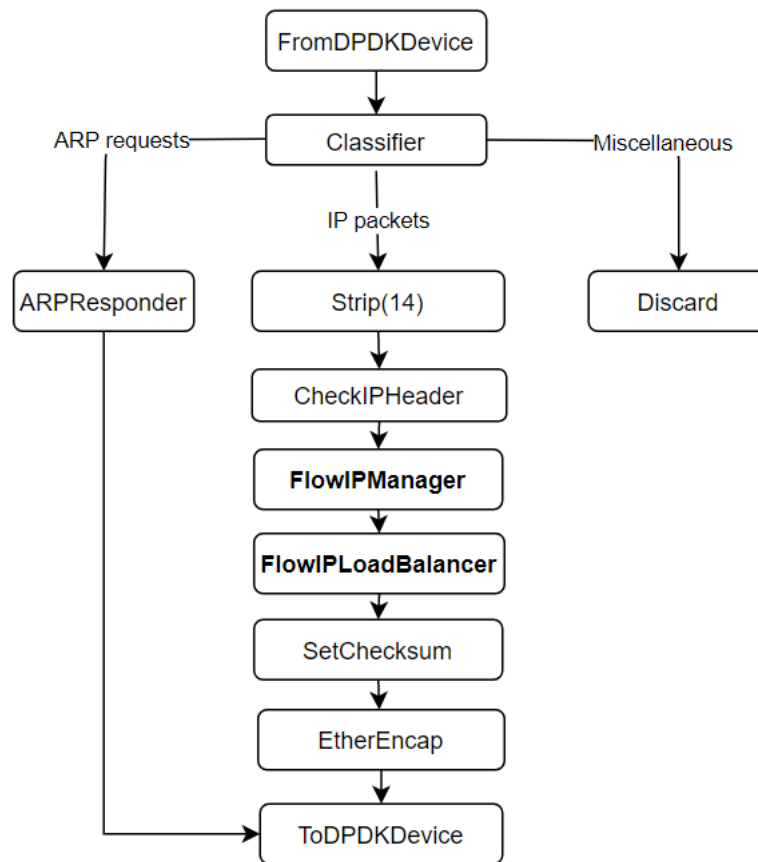 FromDPDKDevice
ARP requests
Classifier
Miscellaneous
IP packets
ARPResponder
Strip(14)
Discard
CheckIPHeader
FlowIPManager
FlowIPLoadBalancer
SetChecksum
EtherEncap
ToDPDKDevice